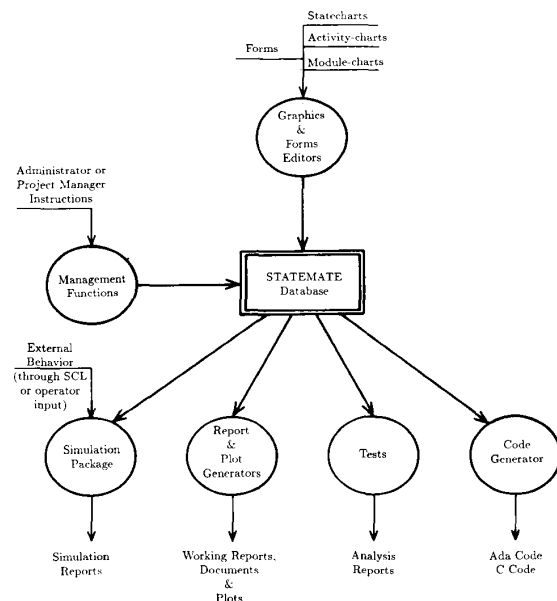 Statecharts
Activity-charts
Forms
Module-charts
Graphics
&
Forms
Editors
Administrator or
Project Manager
Instructions
Management
Functions
STATEMATE
Database
External
Behavior
(through SCL
or operator
input)
Simulation
Package
Report
&
Plot
Generators
Tests
Code
Generator
Simulation
Reports
Working Reports,
Documents
&
Plots
Analysis
Reports
Ada Code
C Code